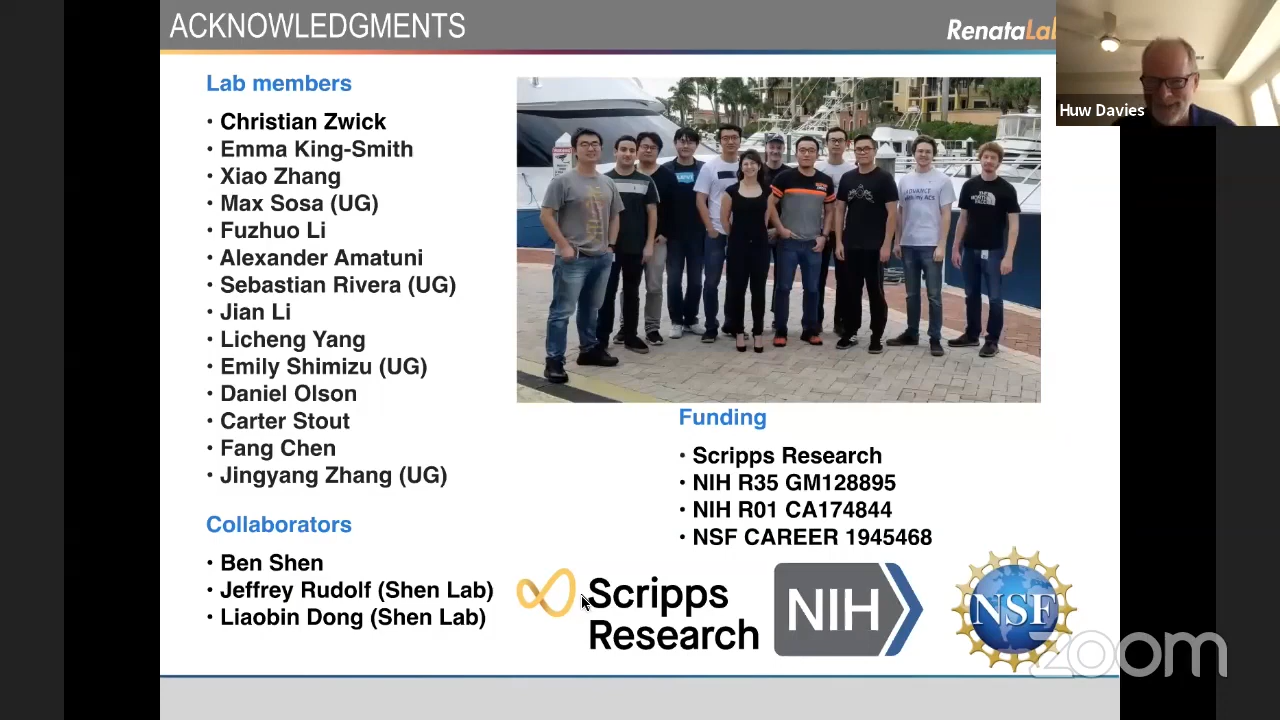 ACKNOWLEDGMENTS
RenataLab
Huw Davies
Lab members
• Christian Zwick
• Emma King-Smith
• Xiao Zhang
• Max Sosa (UG)
• Fuzhuo Li
• Alexander Amatuni
• Sebastian Rivera (UG)
• Jian Li
• Licheng Yang
• Emily Shimizu (UG)
• Daniel Olson
• Carter Stout
• Fang Chen
• Jingyang Zhang (UG)
Collaborators
• Ben Shen
• Jeffrey Rudolf (Shen Lab)
• Liaobin Dong (Shen Lab)
Funding
• Scripps Research
• NIH R35 GM128895
• NIH R01 CA174844
• NSF CAREER 1945468
Scripps
Research
NIH
NSF
zoom